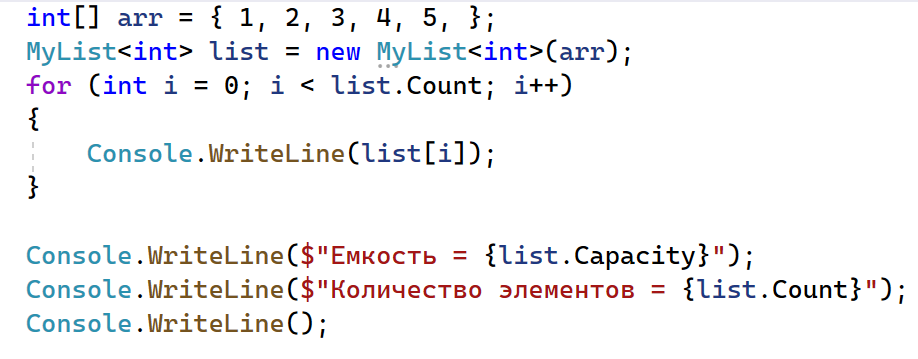 int[] arr = { 1, 2, 3, 4, 5, };
MyList<int> list = new MyList<int>(arr);
for (int i = 0; i < list.Count; i++)
{
    Console.WriteLine(list[i]);
}

Console.WriteLine($"Емкость = {list.Capacity}");
Console.WriteLine($"Количество элементов = {list.Count}");
Console.WriteLine();